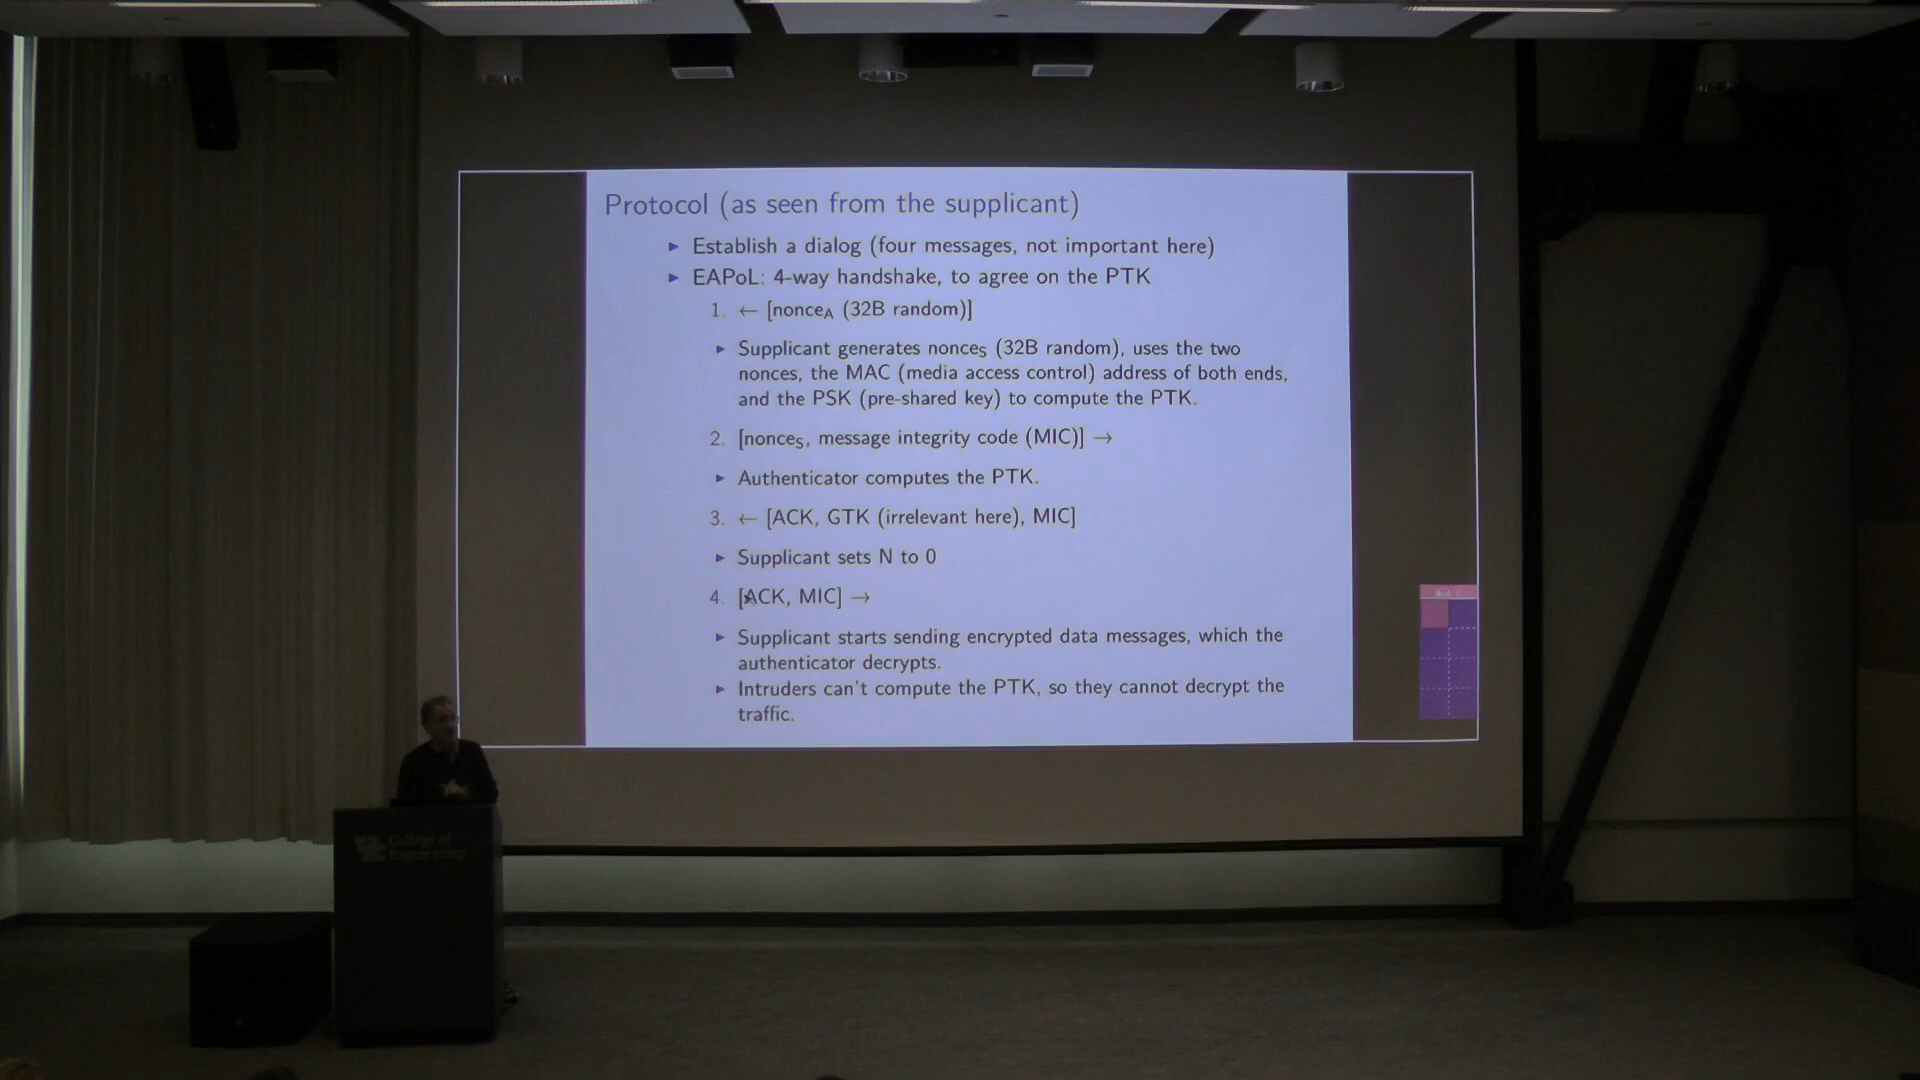 Protocol (as seen from the supplicant)
▸ Establish a dialog (four messages, not important here)
▸ EAPoL: 4-way handshake, to agree on the PTK
1. ← [nonceA (32B random)]
▸ Supplicant generates nonceS (32B random), uses the two
nonces, the MAC (media access control) address of both ends,
and the PSK (pre-shared key) to compute the PTK.
2. [nonceS, message integrity code (MIC)] →
▸ Authenticator computes the PTK.
3. ← [ACK, GTK (irrelevant here), MIC]
▸ Supplicant sets N to 0
4. [ACK, MIC] →
▸ Supplicant starts sending encrypted data messages, which the
authenticator decrypts.
▸ Intruders can't compute the PTK, so they cannot decrypt the
traffic.
College of
Engineering